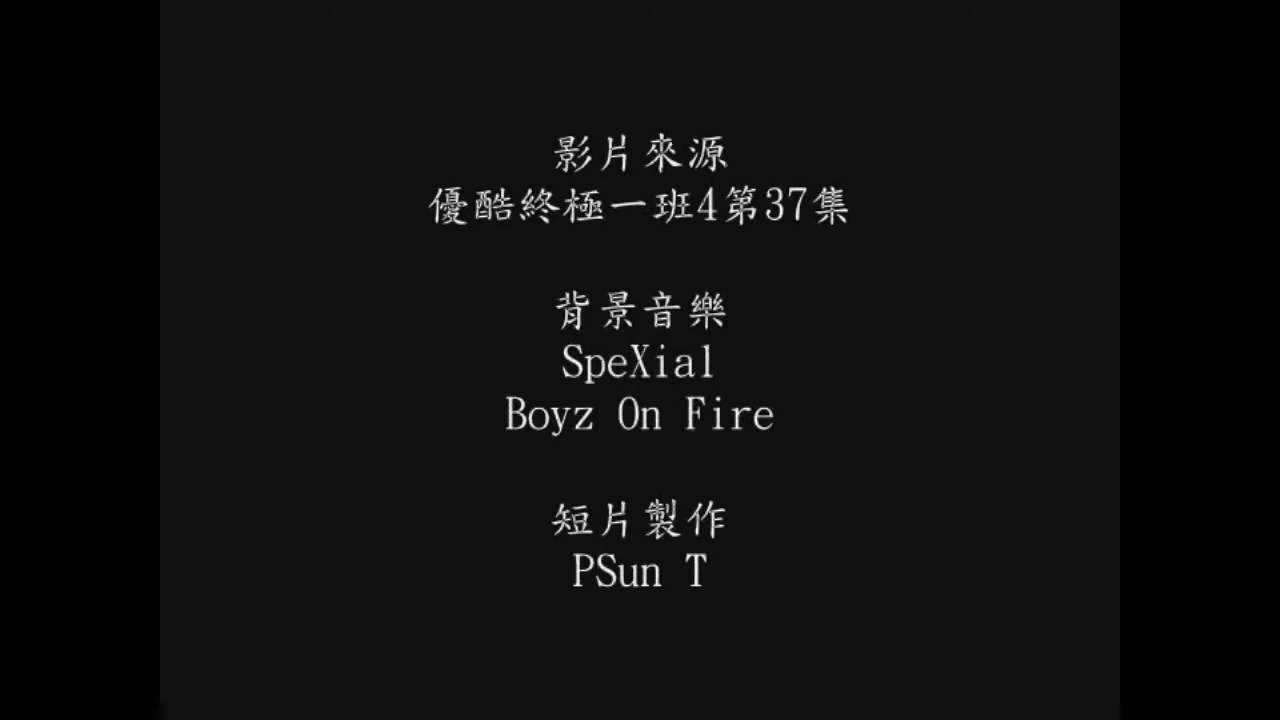 影片來源
優酷終極一班4第37集
背景音樂
SpeXial
Boyz On Fire
短片製作
PSun T